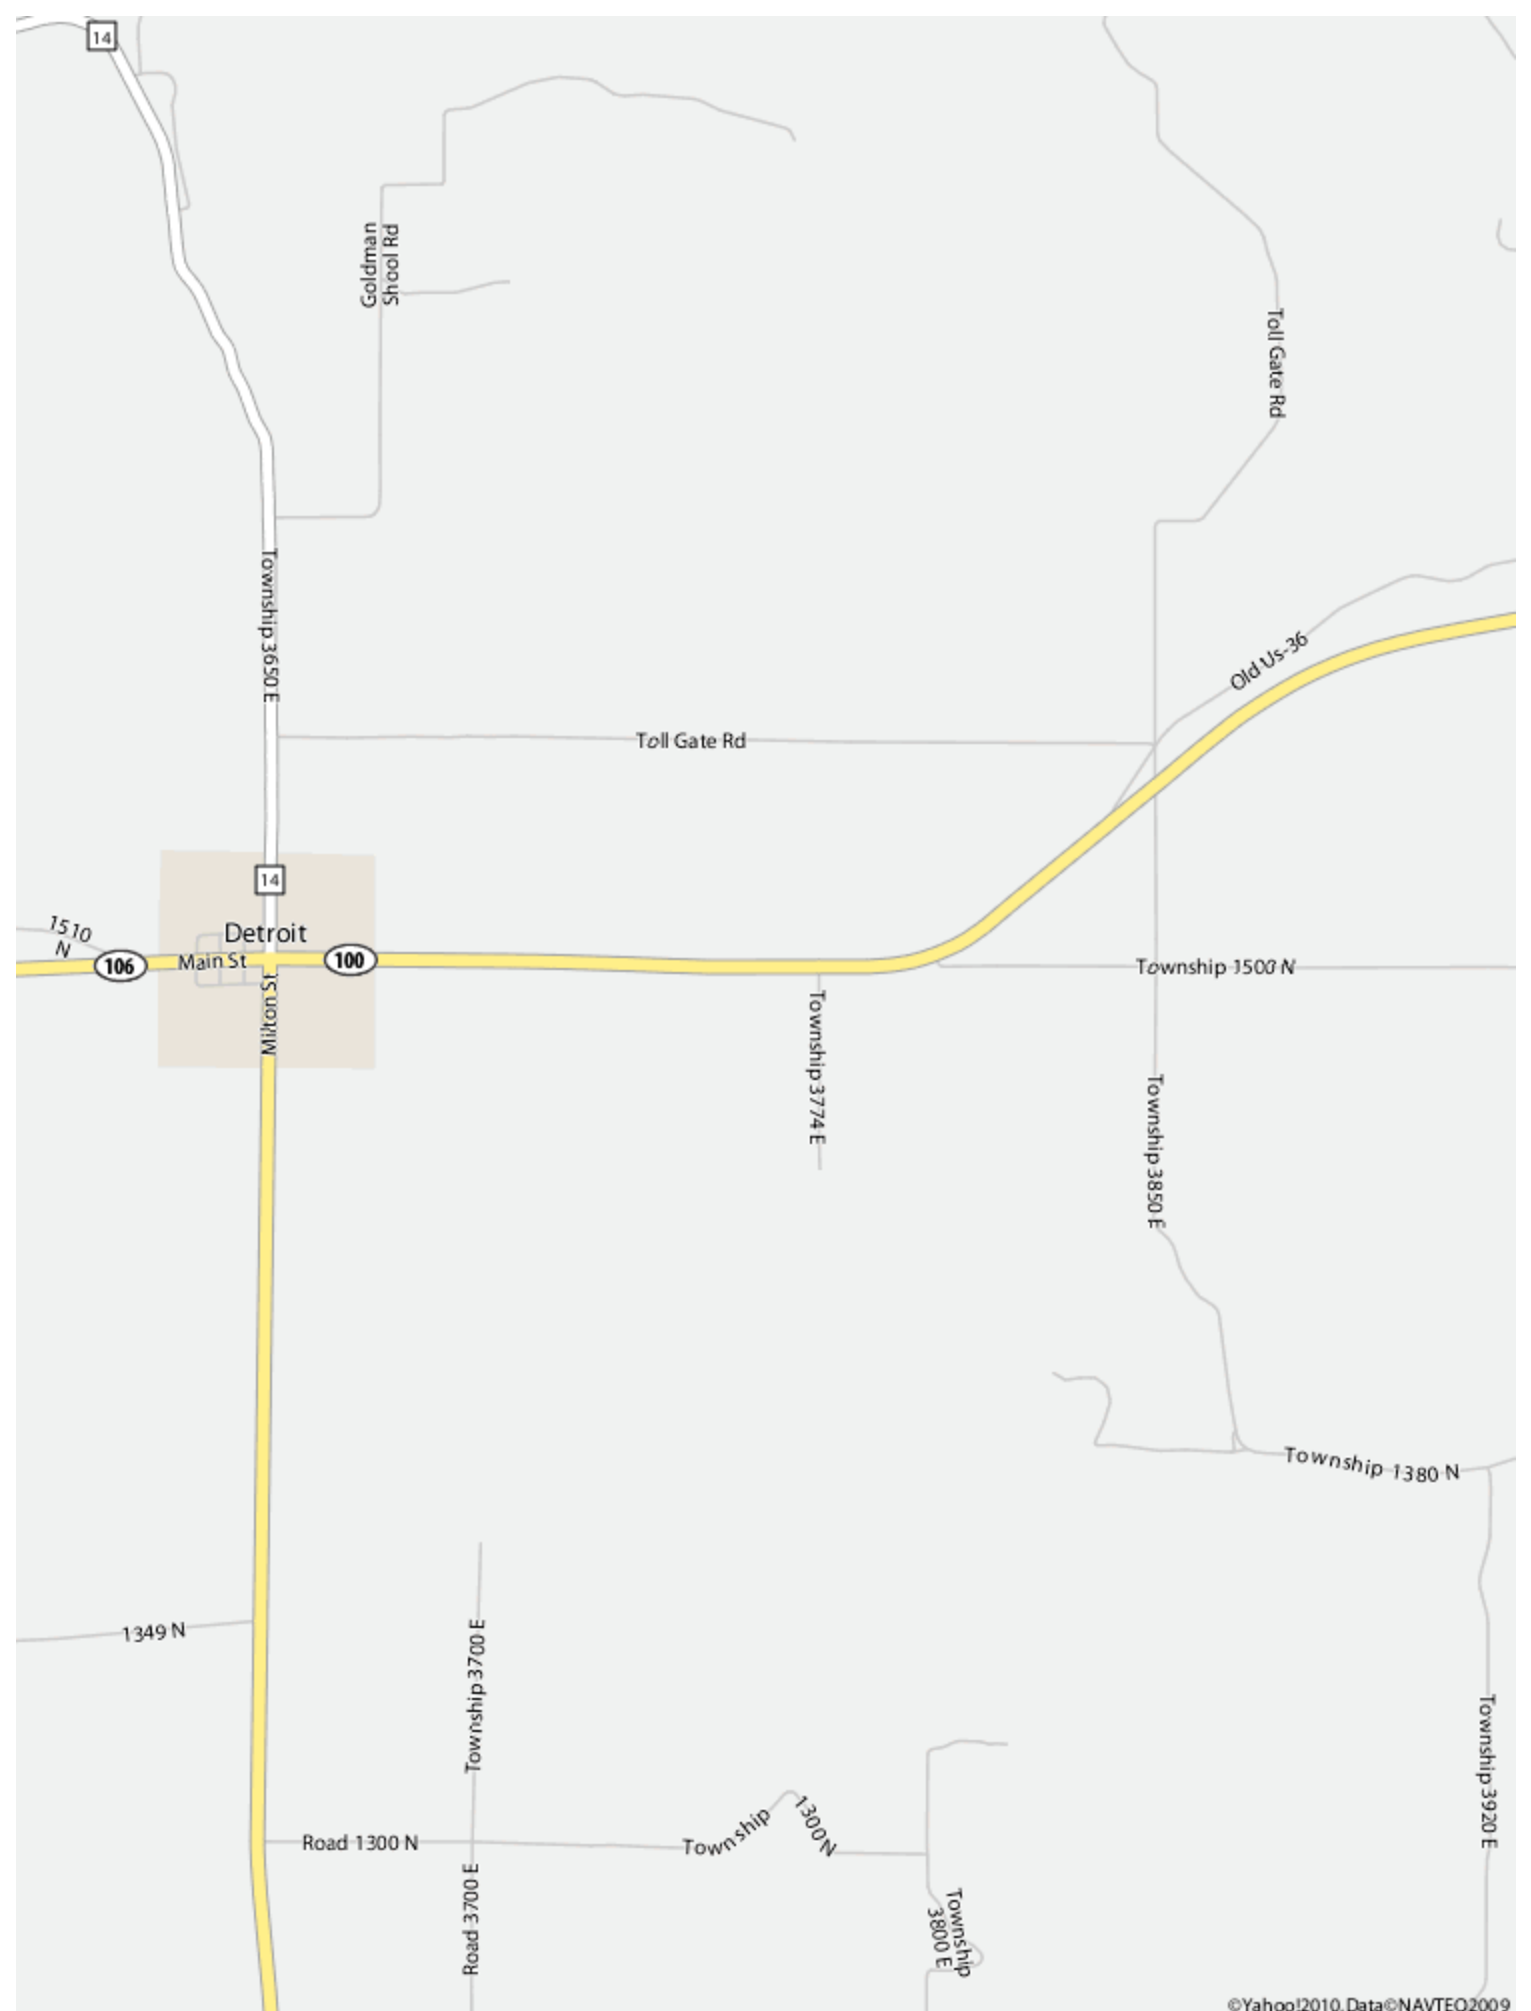 14
Goldman
Shool Rd
Toll Gate Rd
Township 3650 E
Old Us-36
Toll Gate Rd
14
1510
N
Detroit
106
Main St
100
Township 1500 N
Milton St
Township 3774 E
Township 3850 E
Township 1380 N
1349 N
Township 3700 E
Township 3920 E
Road 1300 N
Township 1300 N
Road 3700 E
Township
3800 E
©Yahoo!2010, Data©NAVTEQ2009